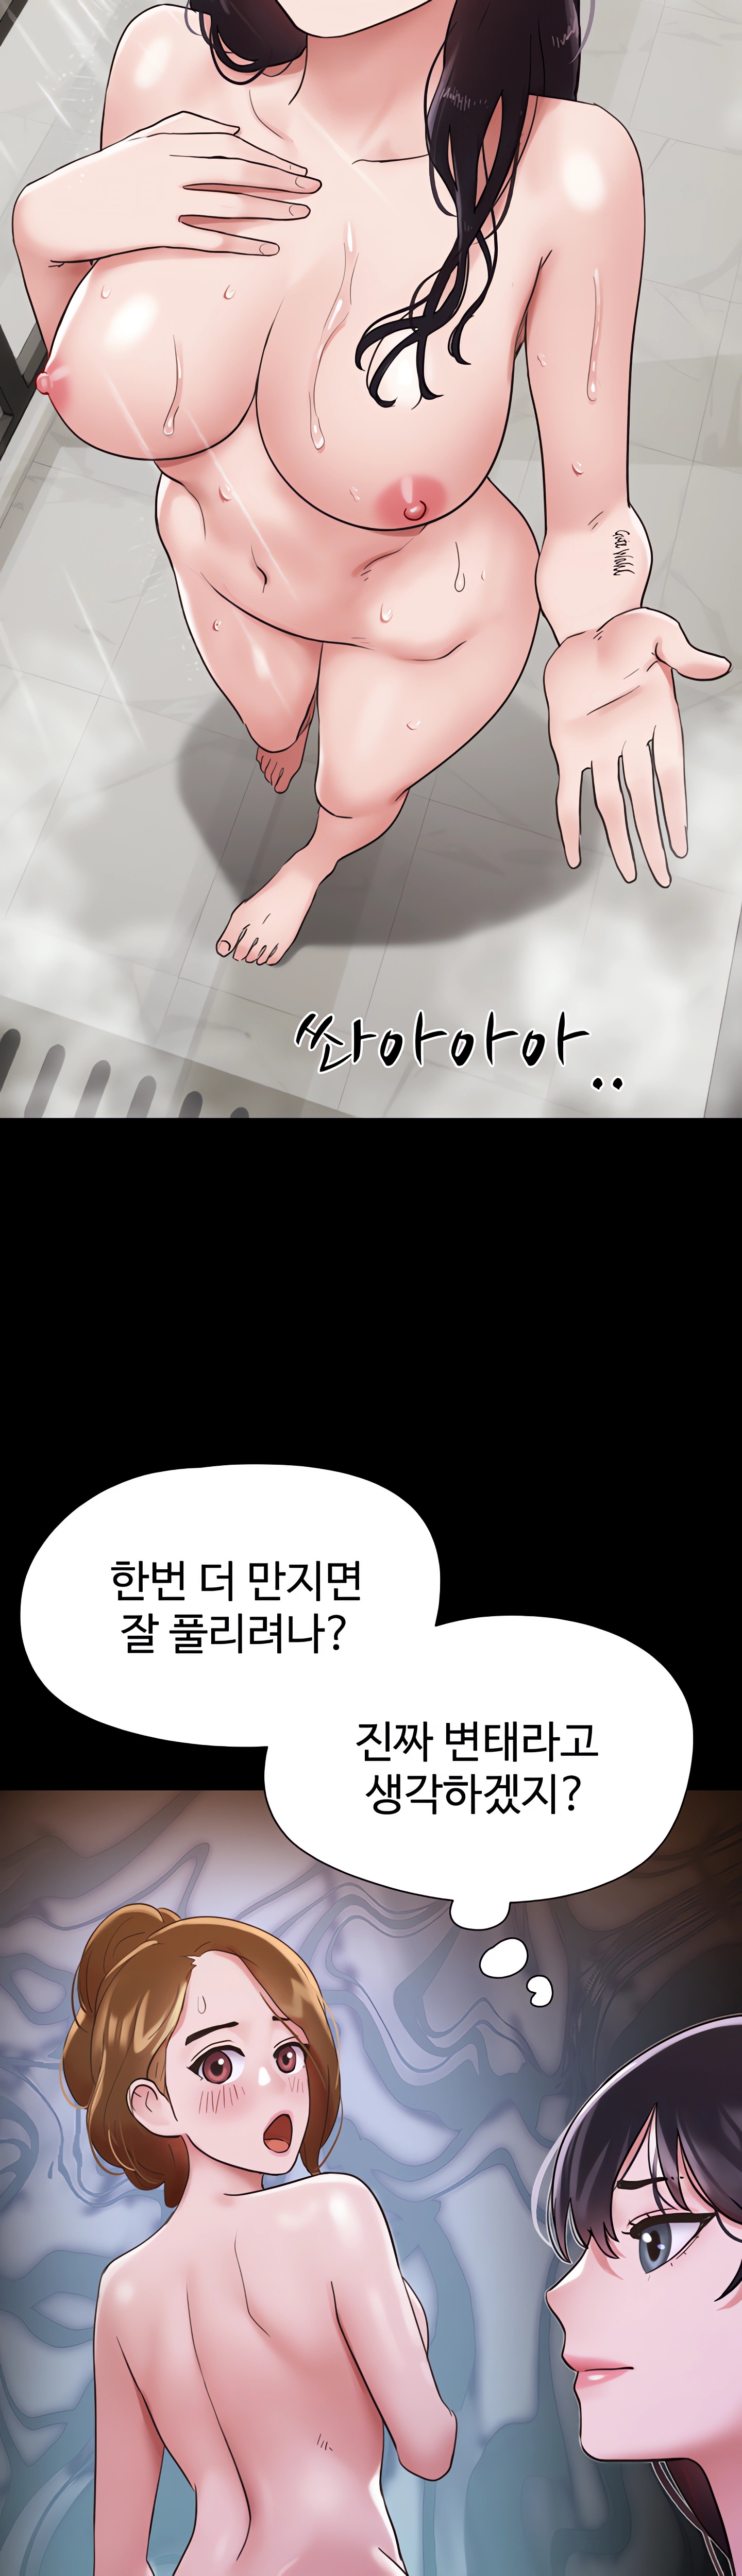 쏴아아아..
한번 더 만지면
잘 풀리려나?
진짜 변태라고
생각하겠지?